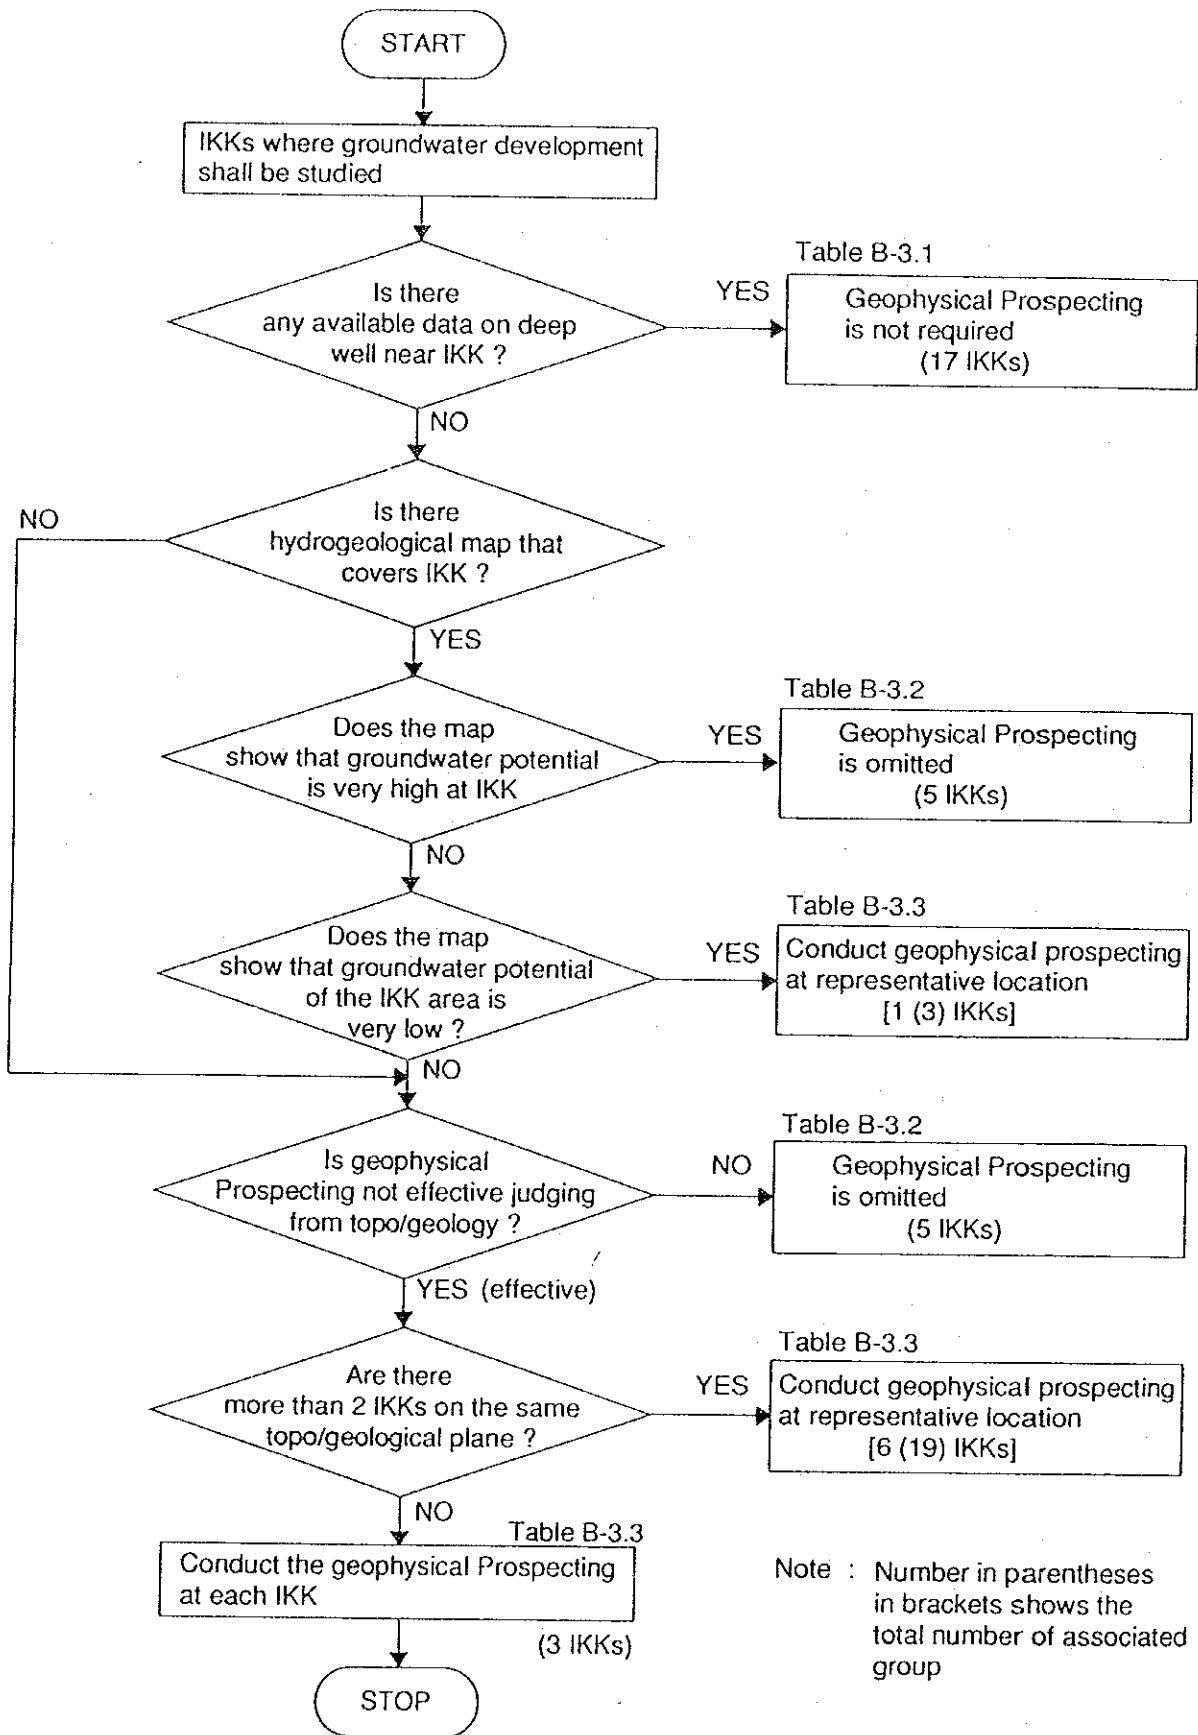 START
IKKs where groundwater development
shall be studied
Is there
any available data on deep
well near IKK ?
YES
Table B-3.1
Geophysical Prospecting
is not required
(17 IKKs)
NO
Is there
hydrogeological map that
covers IKK ?
NO
YES
Does the map
show that groundwater potential
is very high at IKK
YES
Table B-3.2
Geophysical Prospecting
is omitted
(5 IKKs)
NO
Does the map
show that groundwater potential
of the IKK area is
very low ?
YES
Table B-3.3
Conduct geophysical prospecting
at representative location
[1 (3) IKKs]
NO
Is geophysical
Prospecting not effective judging
from topo/geology ?
NO
Table B-3.2
Geophysical Prospecting
is omitted
(5 IKKs)
YES (effective)
Are there
more than 2 IKKs on the same
topo/geological plane ?
YES
Table B-3.3
Conduct geophysical prospecting
at representative location
[6 (19) IKKs]
NO
Table B-3.3
Conduct the geophysical Prospecting
at each IKK
(3 IKKs)
STOP
Note : Number in parentheses
in brackets shows the
total number of associated
group